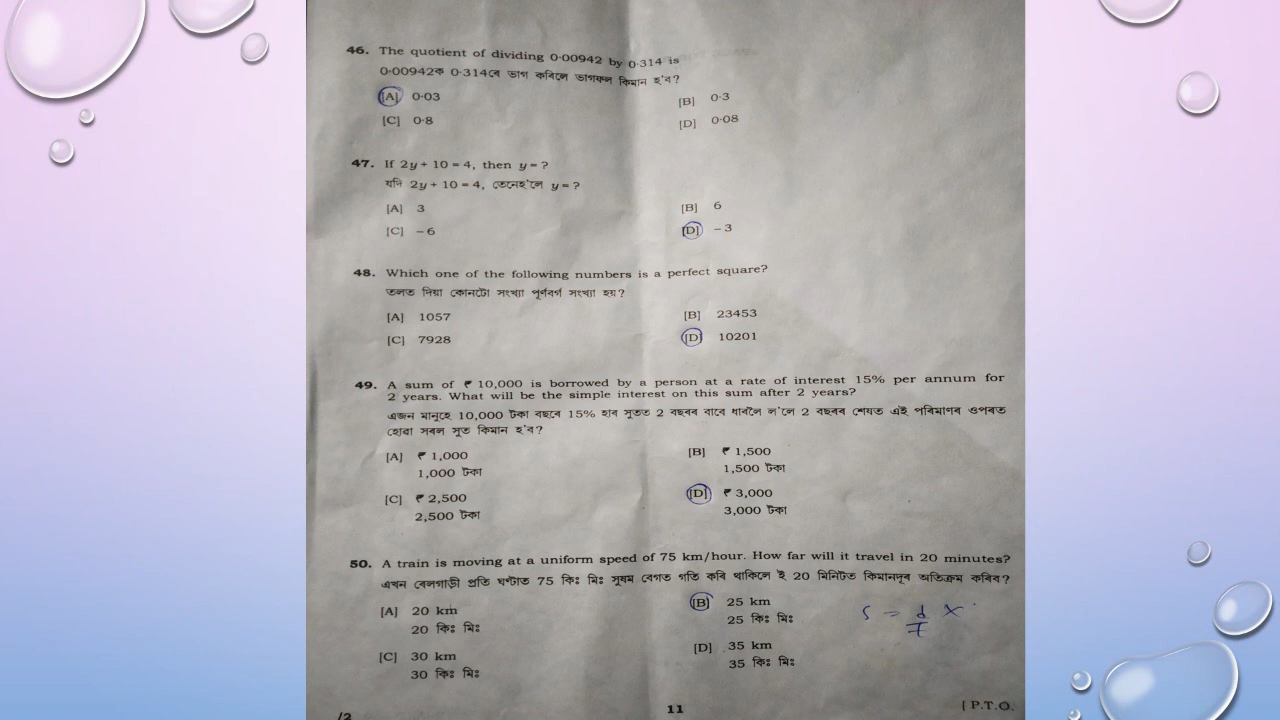 46. The quotient of dividing 0·00942 by 0·314 is
0·00942ক 0·314ৰে ভাগ কৰিলে ভাগফল কিমান হ'ব?
[A] 0·03
[B] 0·3
[C] 0·8
[D] 0·08
47. If 2y + 10 = 4, then y = ?
যদি 2y + 10 = 4, তেনেহ'লে y = ?
[A] 3
[B] 6
[C] −6
[D] −3
48. Which one of the following numbers is a perfect square?
তলত দিয়া কোনটো সংখ্যা পূৰ্ণবৰ্গ সংখ্যা হয়?
[A] 1057
[B] 23453
[C] 7928
[D] 10201
49. A sum of ₹ 10,000 is borrowed by a person at a rate of interest 15% per annum for
2 years. What will be the simple interest on this sum after 2 years?
এজন মানুহে 10,000 টকা বছৰে 15% হাৰ সুতত 2 বছৰৰ বাবে ধাৰলৈ ল'লে 2 বছৰৰ শেষত এই পৰিমাণৰ ওপৰত
হোৱা সৰল সুত কিমান হ'ব?
[A] ₹ 1,000
1,000 টকা
[B] ₹ 1,500
1,500 টকা
[C] ₹ 2,500
2,500 টকা
[D] ₹ 3,000
3,000 টকা
50. A train is moving at a uniform speed of 75 km/hour. How far will it travel in 20 minutes?
এখন ৰেলগাড়ী প্ৰতি ঘণ্টাত 75 কিঃ মিঃ সুষম বেগত গতি কৰি থাকিলে ই 20 মিনিটত কিমানদূৰ অতিক্ৰম কৰিব?
[A] 20 km
20 কিঃ মিঃ
[B] 25 km
25 কিঃ মিঃ
s = d/T ×
[C] 30 km
30 কিঃ মিঃ
[D] 35 km
35 কিঃ মিঃ
/2
11
[ P.T.O.